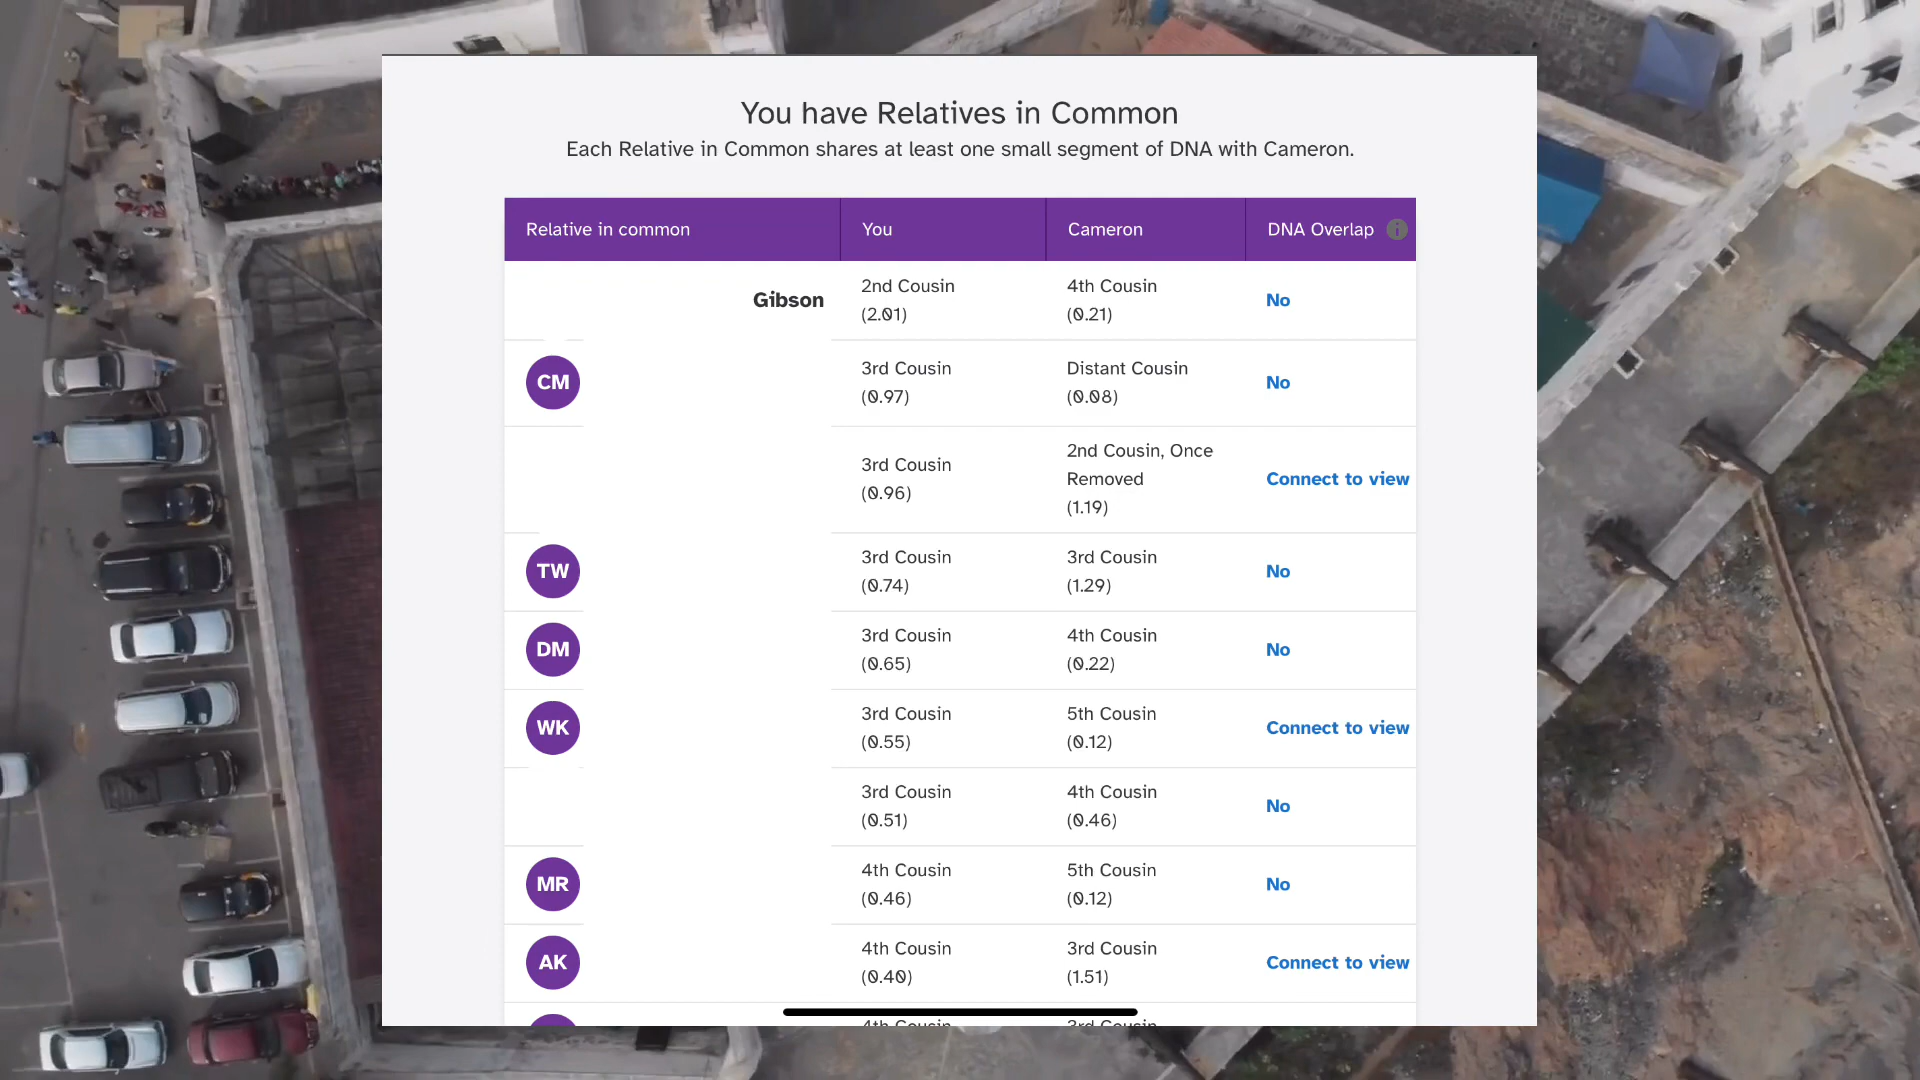 You have Relatives in Common
Each Relative in Common shares at least one small segment of DNA with Cameron.
Relative in common You Cameron DNA Overlap i
Gibson 2nd Cousin (2.01) 4th Cousin (0.21) No
CM 3rd Cousin (0.97) Distant Cousin (0.08) No
3rd Cousin (0.96) 2nd Cousin, Once Removed (1.19) Connect to view
TW 3rd Cousin (0.74) 3rd Cousin (1.29) No
DM 3rd Cousin (0.65) 4th Cousin (0.22) No
WK 3rd Cousin (0.55) 5th Cousin (0.12) Connect to view
3rd Cousin (0.51) 4th Cousin (0.46) No
MR 4th Cousin (0.46) 5th Cousin (0.12) No
AK 4th Cousin (0.40) 3rd Cousin (1.51) Connect to view
4th Cousin 3rd Cousin